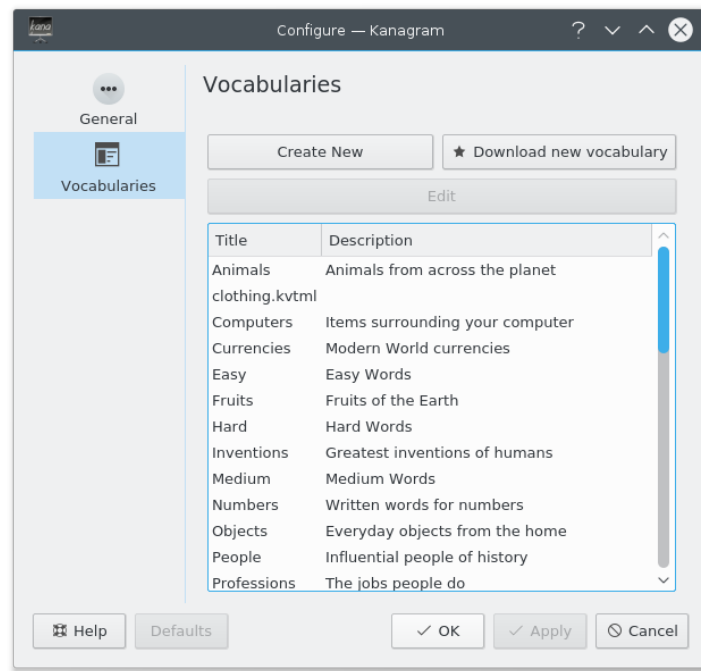 kana
Configure — Kanagram
General
Vocabularies
Vocabularies
Create New
Download new vocabulary
Edit
Title Description
Animals Animals from across the planet
clothing.kvtml
Computers Items surrounding your computer
Currencies Modern World currencies
Easy Easy Words
Fruits Fruits of the Earth
Hard Hard Words
Inventions Greatest inventions of humans
Medium Medium Words
Numbers Written words for numbers
Objects Everyday objects from the home
People Influential people of history
Professions The jobs people do
Help Defaults OK Apply Cancel